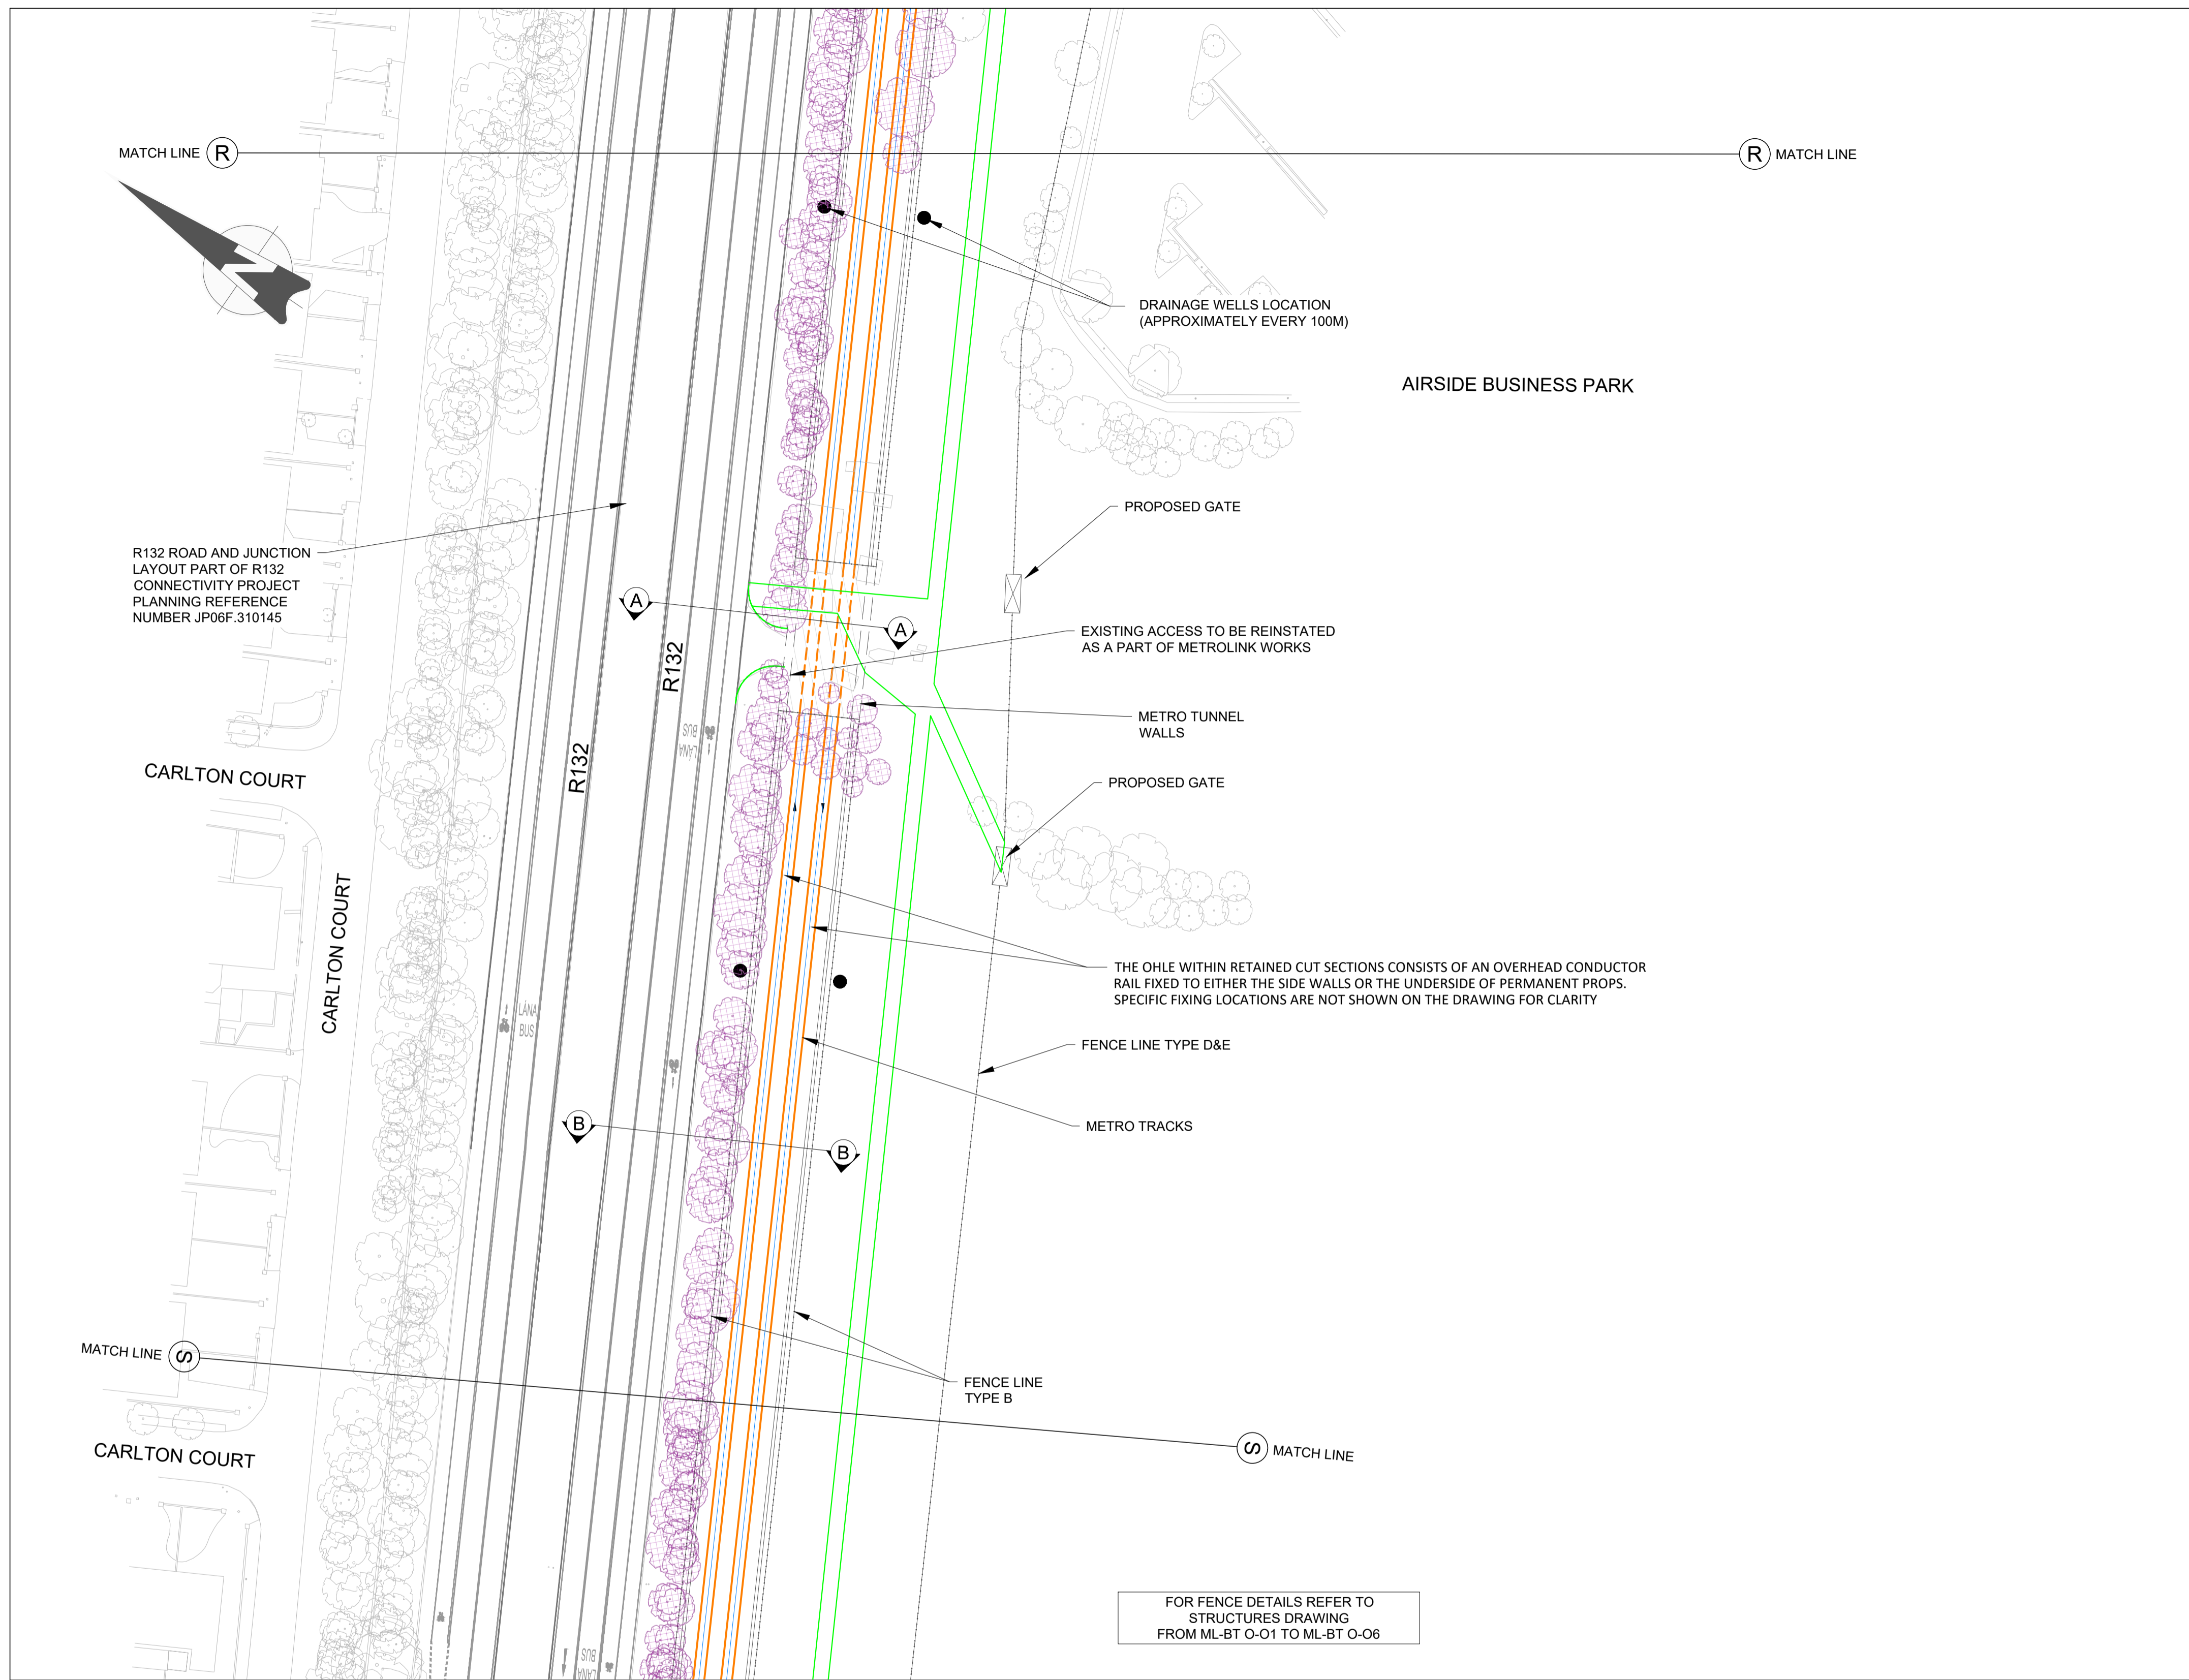 MATCH LINE R
R MATCH LINE
N
DRAINAGE WELLS LOCATION
(APPROXIMATELY EVERY 100M)
AIRSIDE BUSINESS PARK
PROPOSED GATE
R132 ROAD AND JUNCTION
LAYOUT PART OF R132
CONNECTIVITY PROJECT
PLANNING REFERENCE
NUMBER JP06F.310145
A
A
EXISTING ACCESS TO BE REINSTATED
AS A PART OF METROLINK WORKS
R132
R132
LÁNA
BUS
METRO TUNNEL
WALLS
CARLTON COURT
PROPOSED GATE
CARLTON COURT
THE OHLE WITHIN RETAINED CUT SECTIONS CONSISTS OF AN OVERHEAD CONDUCTOR
RAIL FIXED TO EITHER THE SIDE WALLS OR THE UNDERSIDE OF PERMANENT PROPS.
SPECIFIC FIXING LOCATIONS ARE NOT SHOWN ON THE DRAWING FOR CLARITY
LÁNA
BUS
FENCE LINE TYPE D&E
METRO TRACKS
B
B
MATCH LINE S
FENCE LINE
TYPE B
S MATCH LINE
CARLTON COURT
FOR FENCE DETAILS REFER TO
STRUCTURES DRAWING
FROM ML-BT O-O1 TO ML-BT O-O6
LÁNA
BUS